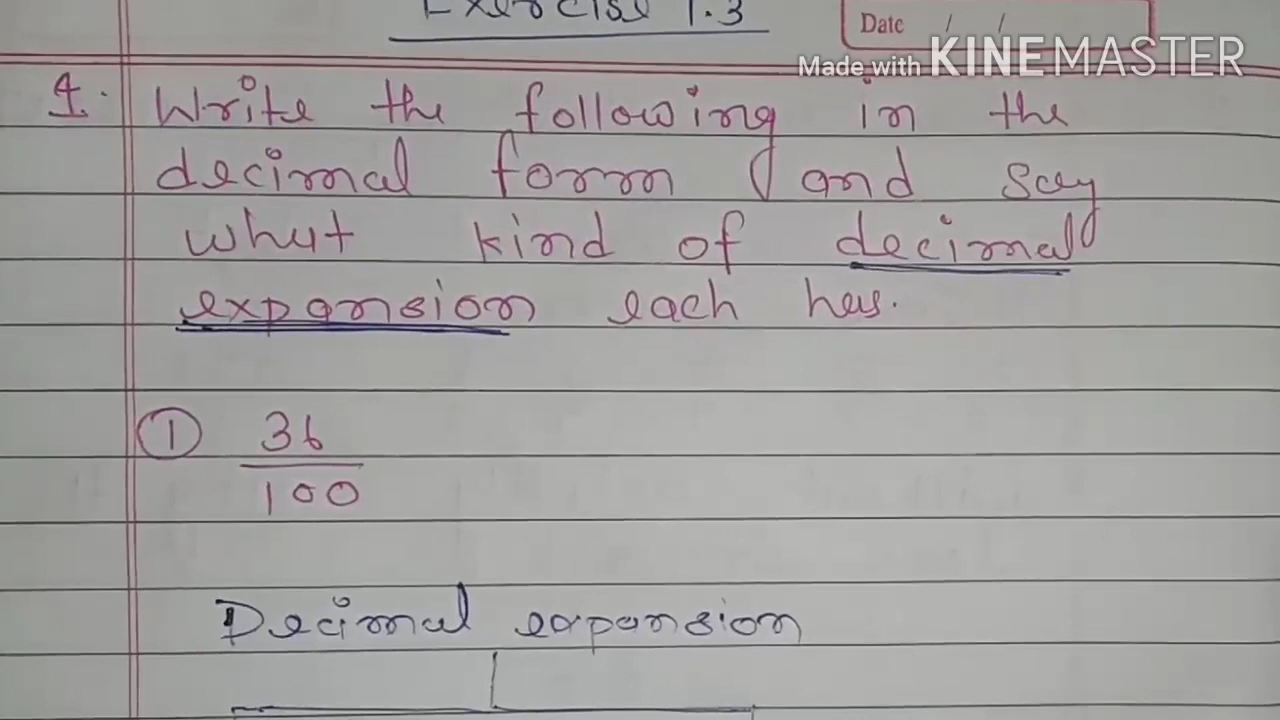 Exercise 1.3
Date / /
Made with KINEMASTER
1. Write the following in the
decimal form and say
what kind of decimal
expansion each has.
① 36
100
Decimal expansion